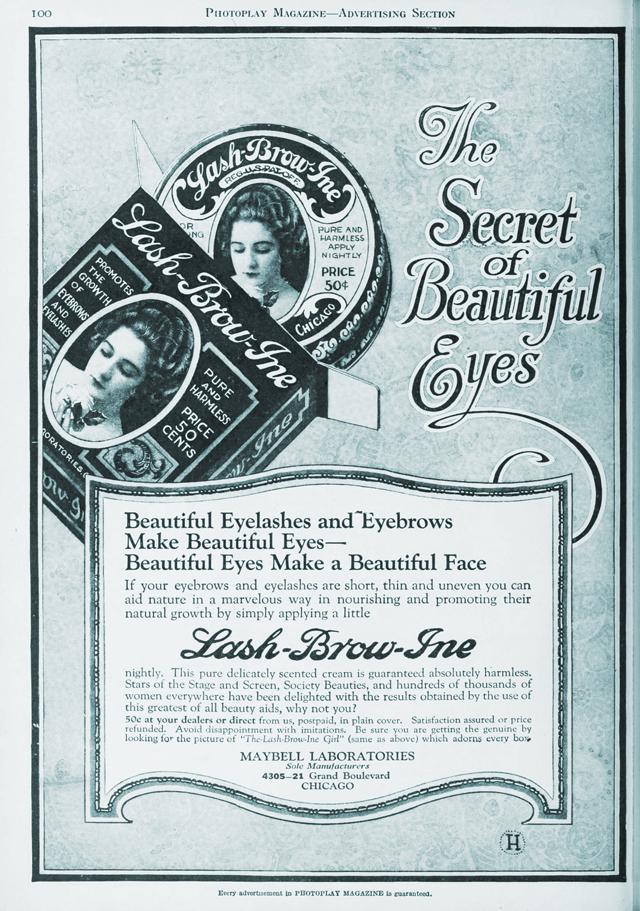 100
PHOTOPLAY MAGAZINE—ADVERTISING SECTION
The
Secret
of
Beautiful
Eyes
Lash-Brow-Ine
REG. U.S. PAT. OFF.
PURE AND
HARMLESS
APPLY
NIGHTLY
PRICE
50¢
CHICAGO
Lash-Brow-Ine
PROMOTES
THE
GROWTH
OF
EYEBROWS
AND
EYELASHES
PURE
AND
HARMLESS
PRICE
50
CENTS
Beautiful Eyelashes and Eyebrows
Make Beautiful Eyes—
Beautiful Eyes Make a Beautiful Face
If your eyebrows and eyelashes are short, thin and uneven you can
aid nature in a marvelous way in nourishing and promoting their
natural growth by simply applying a little
Lash-Brow-Ine
nightly. This pure delicately scented cream is guaranteed absolutely harmless.
Stars of the Stage and Screen, Society Beauties, and hundreds of thousands of
women everywhere have been delighted with the results obtained by the use of
this greatest of all beauty aids, why not you?
50c at your dealers or direct from us, postpaid, in plain cover. Satisfaction assured or price
refunded. Avoid disappointment with imitations. Be sure you are getting the genuine by
looking for the picture of "The-Lash-Brow-Ine Girl" (same as above) which adorns every box.
MAYBELL LABORATORIES
Sole Manufacturers
4305-21 Grand Boulevard
CHICAGO
H
Every advertisement in PHOTOPLAY MAGAZINE is guaranteed.